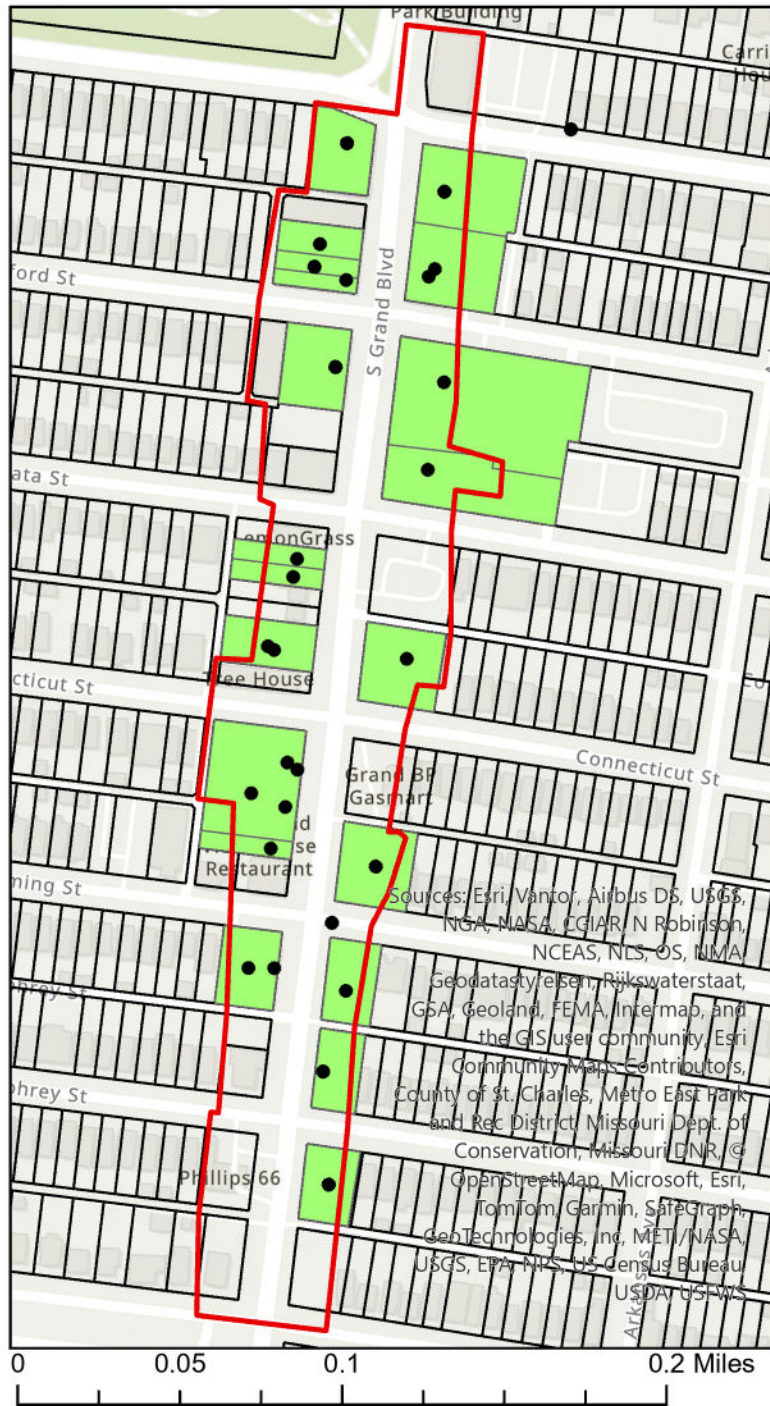 Park Building
Carri
Hou
ford St
S Grand Blvd
ata St
emonGrass
Tree House
cticut St
Co
Connecticut St
Grand BP
Gasmart
Restaurant
ming St
Sources: Esri, Vantor, Airbus DS, USGS,
NGA, NASA, CGIAR, N Robinson,
NCEAS, NLS, OS, NMA,
Geodatastyrelsen, Rijkswaterstaat,
GSA, Geoland, FEMA, Intermap, and
the GIS user community, Esri
Community Maps Contributors,
County of St. Charles, Metro East Park
and Rec District, Missouri Dept. of
Conservation, Missouri DNR, ©
OpenStreetMap, Microsoft, Esri,
TomTom, Garmin, SafeGraph,
GeoTechnologies, Inc, METI/NASA,
USGS, EPA, NPS, US Census Bureau,
USDA, USFWS
phrey St
phrey St
Phillips 66
Arkansas Ave
0 0.05 0.1 0.2 Miles